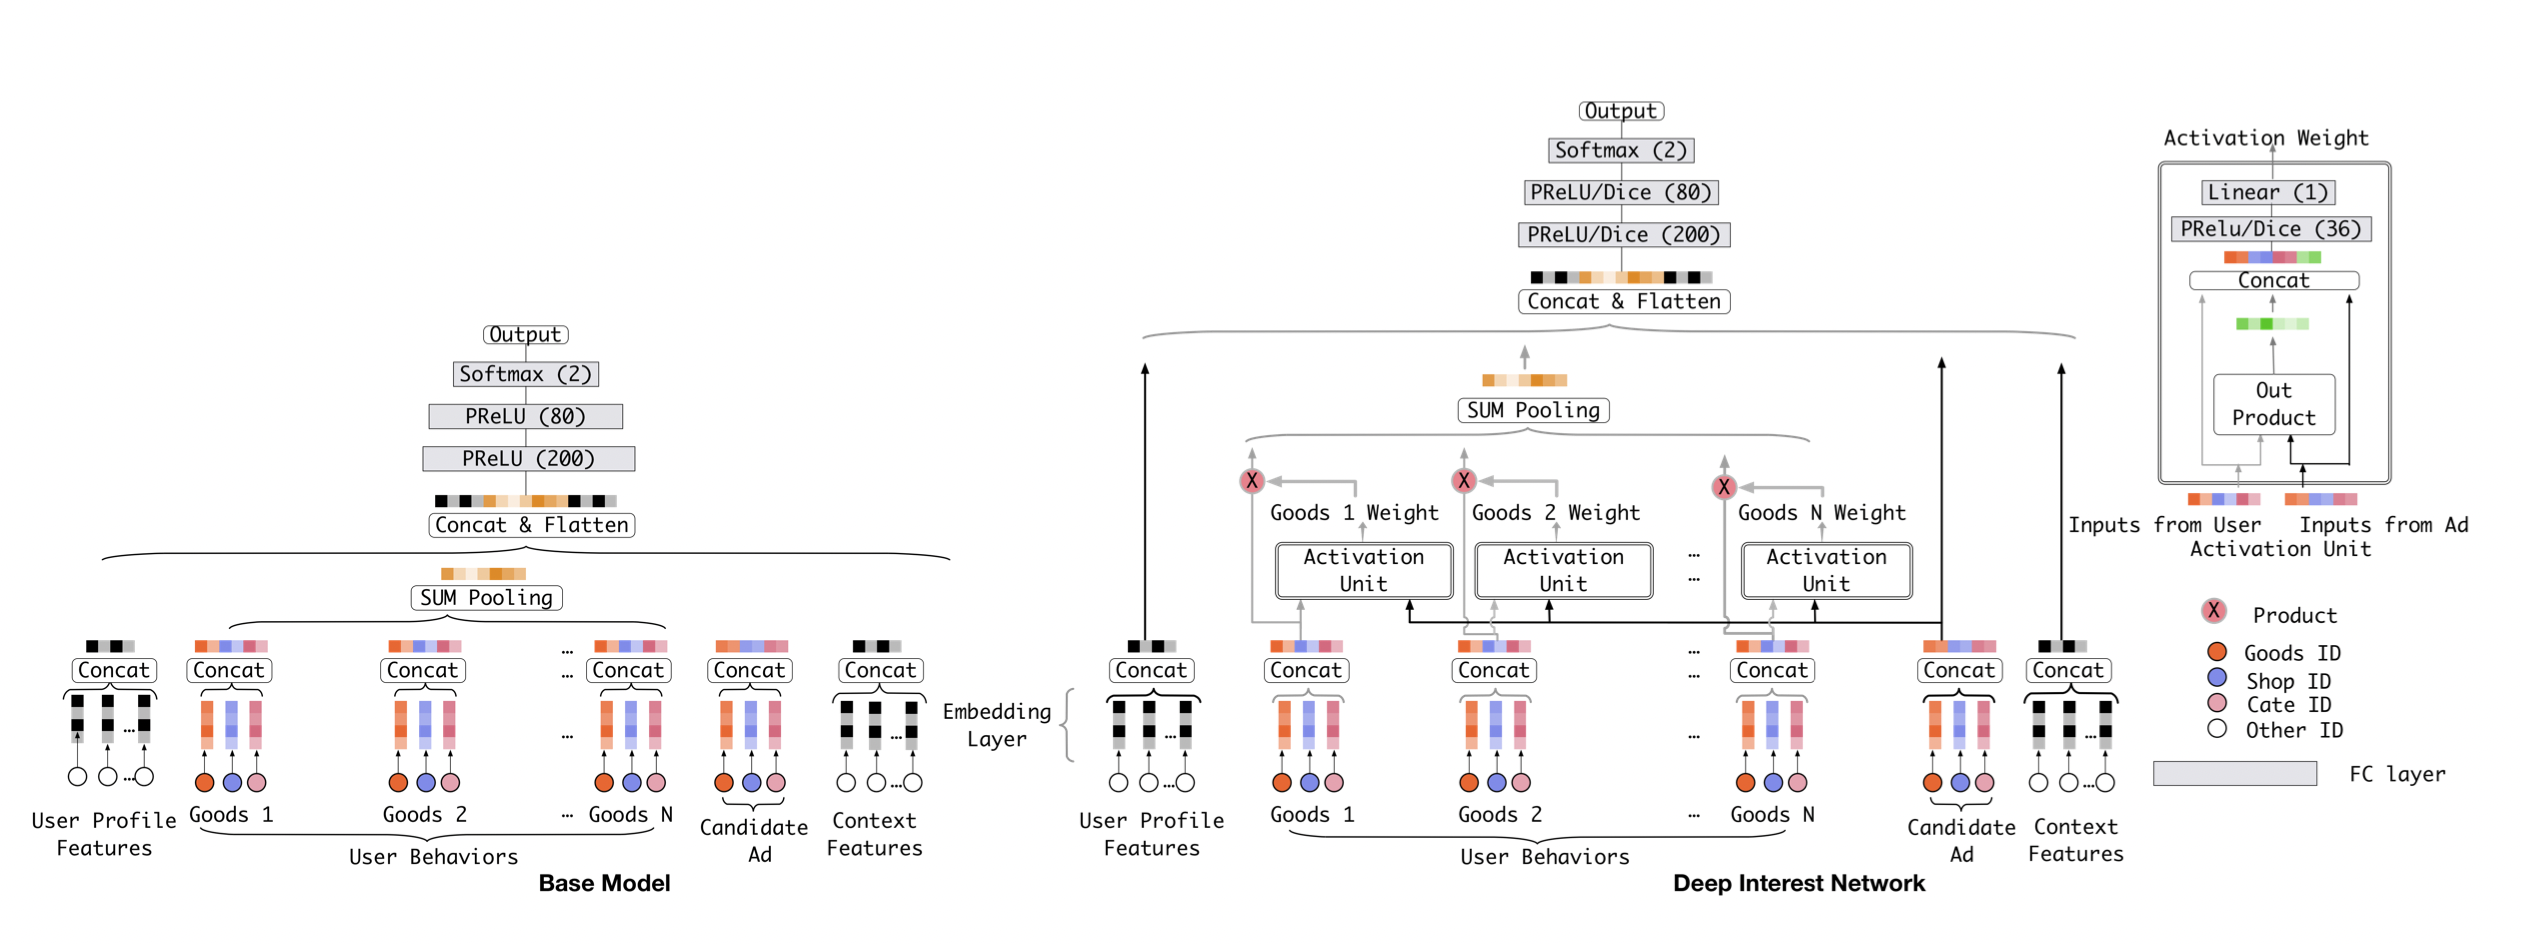 Output
Softmax (2)
PReLU (80)
PReLU (200)
Concat & Flatten
SUM Pooling
Concat
Concat
Concat
...
...
Concat
Concat
Concat
...
...
...
User Profile
Features
Goods 1
Goods 2
...
Goods N
User Behaviors
Candidate
Ad
Context
Features
Base Model
Embedding
Layer
Output
Softmax (2)
PReLU/Dice (80)
PReLU/Dice (200)
Concat & Flatten
SUM Pooling
X
X
X
Goods 1 Weight
Goods 2 Weight
Goods N Weight
Activation
Unit
Activation
Unit
...
...
Activation
Unit
Concat
Concat
Concat
...
...
Concat
Concat
Concat
...
...
...
User Profile
Features
Goods 1
Goods 2
...
Goods N
User Behaviors
Candidate
Ad
Context
Features
Deep Interest Network
Activation Weight
Linear (1)
PRelu/Dice (36)
Concat
Out
Product
Inputs from User
Inputs from Ad
Activation Unit
X
Product
Goods ID
Shop ID
Cate ID
Other ID
FC layer